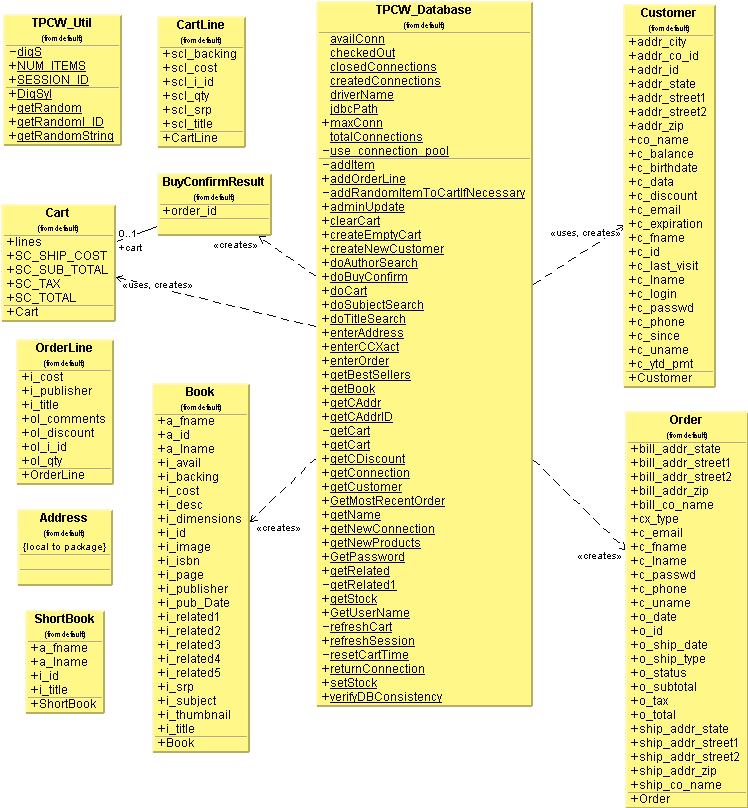 TPCW_Util
(from default)
−digS
+NUM_ITEMS
+SESSION_ID
+DigSyl
+getRandom
+getRandomI_ID
+getRandomString
CartLine
(from default)
+scl_backing
+scl_cost
+scl_i_id
+scl_qty
+scl_srp
+scl_title
+CartLine
BuyConfirmResult
(from default)
+order_id
Cart
(from default)
+lines
+SC_SHIP_COST
+SC_SUB_TOTAL
+SC_TAX
+SC_TOTAL
+Cart
0..1
+cart
«creates»
«uses, creates»
OrderLine
(from default)
+i_cost
+i_publisher
+i_title
+ol_comments
+ol_discount
+ol_i_id
+ol_qty
+OrderLine
Address
(from default)
{local to package}
ShortBook
(from default)
+a_fname
+a_lname
+i_id
+i_title
+ShortBook
Book
(from default)
+a_fname
+a_id
+a_lname
+i_avail
+i_backing
+i_cost
+i_desc
+i_dimensions
+i_id
+i_image
+i_isbn
+i_page
+i_publisher
+i_pub_Date
+i_related1
+i_related2
+i_related3
+i_related4
+i_related5
+i_srp
+i_subject
+i_thumbnail
+i_title
+Book
«creates»
TPCW_Database
(from default)
availConn
checkedOut
closedConnections
createdConnections
driverName
jdbcPath
+maxConn
totalConnections
−use_connection_pool
−addItem
+addOrderLine
−addRandomItemToCartIfNecessary
+adminUpdate
+clearCart
+createEmptyCart
+createNewCustomer
+doAuthorSearch
+doBuyConfirm
+doCart
+doSubjectSearch
+doTitleSearch
+enterAddress
+enterCCXact
+enterOrder
+getBestSellers
+getBook
+getCAddr
+getCAddrID
−getCart
+getCart
+getCDiscount
+getConnection
+getCustomer
+GetMostRecentOrder
+getName
+getNewConnection
+getNewProducts
+GetPassword
+getRelated
−getRelated1
+getStock
+GetUserName
−refreshCart
+refreshSession
−resetCartTime
+returnConnection
+setStock
+verifyDBConsistency
«uses, creates»
«creates»
Customer
(from default)
+addr_city
+addr_co_id
+addr_id
+addr_state
+addr_street1
+addr_street2
+addr_zip
+co_name
+c_balance
+c_birthdate
+c_data
+c_discount
+c_email
+c_expiration
+c_fname
+c_id
+c_last_visit
+c_lname
+c_login
+c_passwd
+c_phone
+c_since
+c_uname
+c_ytd_pmt
+Customer
Order
(from default)
+bill_addr_state
+bill_addr_street1
+bill_addr_street2
+bill_addr_zip
+bill_co_name
+cx_type
+c_email
+c_fname
+c_lname
+c_passwd
+c_phone
+c_uname
+o_date
+o_id
+o_ship_date
+o_ship_type
+o_status
+o_subtotal
+o_tax
+o_total
+ship_addr_state
+ship_addr_street1
+ship_addr_street2
+ship_addr_zip
+ship_co_name
+Order